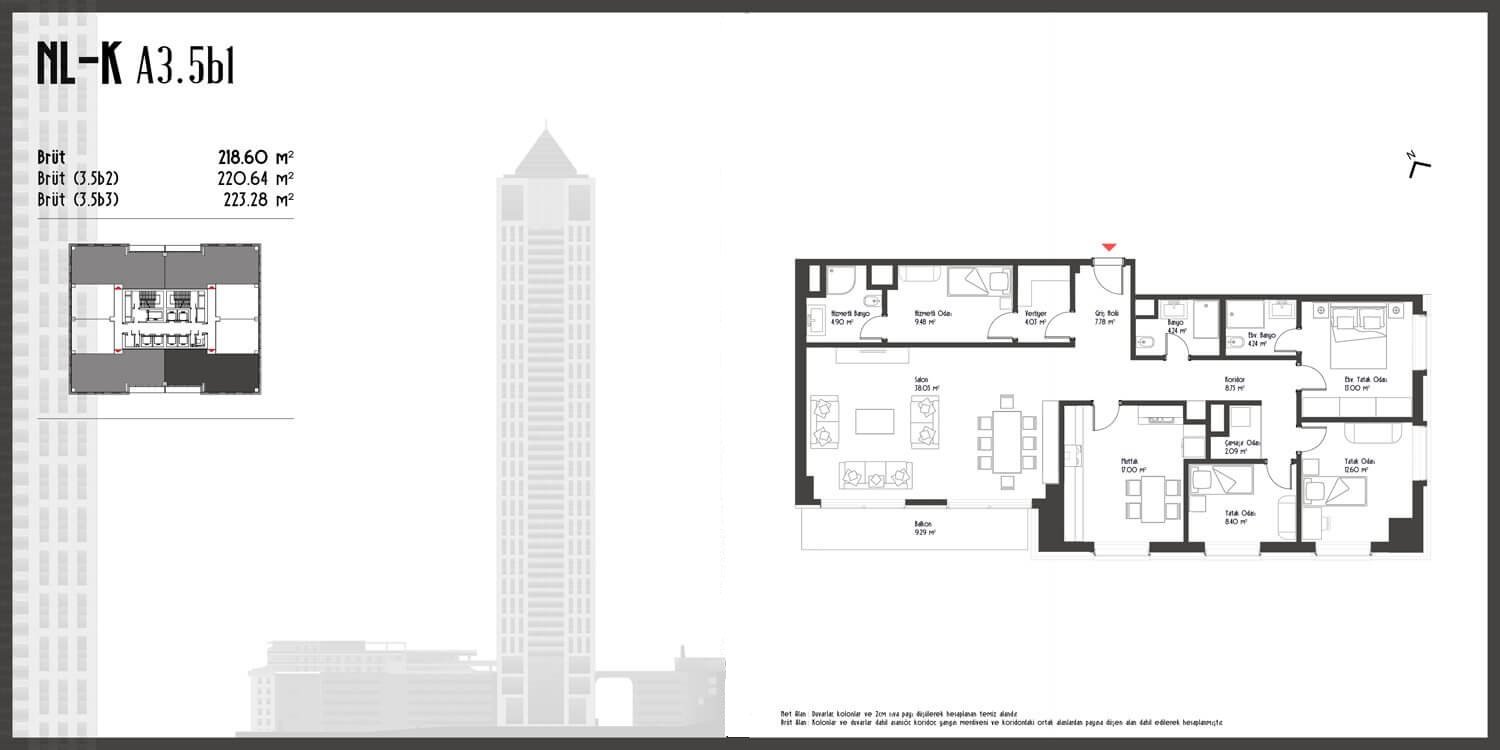 NL-K A3.5b1
Brüt 218.60 m²
Brüt (3.5b2) 220.64 m²
Brüt (3.5b3) 223.28 m²
N
Hizmetli Banyo
4.90 m²
Hizmetli Odası
9.48 m²
Vestiyer
4.03 m²
Giriş Holü
7.78 m²
Banyo
4.24 m²
Ebv. Banyo
4.24 m²
Ebv. Yatak Odası
13.00 m²
Salon
38.05 m²
Koridor
8.73 m²
Çamaşır Odası
2.09 m²
Mutfak
17.00 m²
Yatak Odası
12.60 m²
Yatak Odası
8.40 m²
Balkon
9.29 m²
Net Alan : Duvarlar, kolonlar ve 2cm sıva payı düşülerek hesaplanan temiz alandır.
Brüt Alan : Kolonlar ve duvarlar dahil asansör, koridor, yangın merdiveni ve koridordaki ortak alanlardan payına düşen alan dahil edilerek hesaplanmıştır.